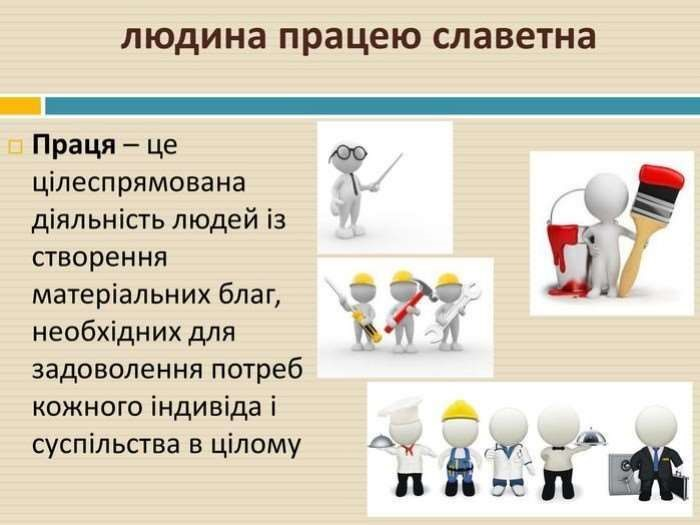 людина працею славетна
Праця – це
цілеспрямована
діяльність людей із
створення
матеріальних благ,
необхідних для
задоволення потреб
кожного індивіда і
суспільства в цілому